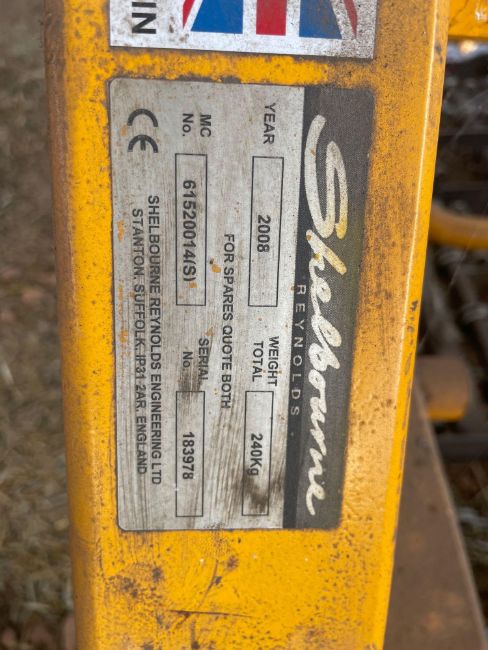 IN
Shelbourne
REYNOLDS
YEAR 2008 WEIGHT TOTAL 240Kg
FOR SPARES QUOTE BOTH
MC No. 61520014(S) SERIAL No. 183978
SHELBOURNE REYNOLDS ENGINEERING LTD
STANTON. SUFFOLK. IP31 2AR. ENGLAND
CE